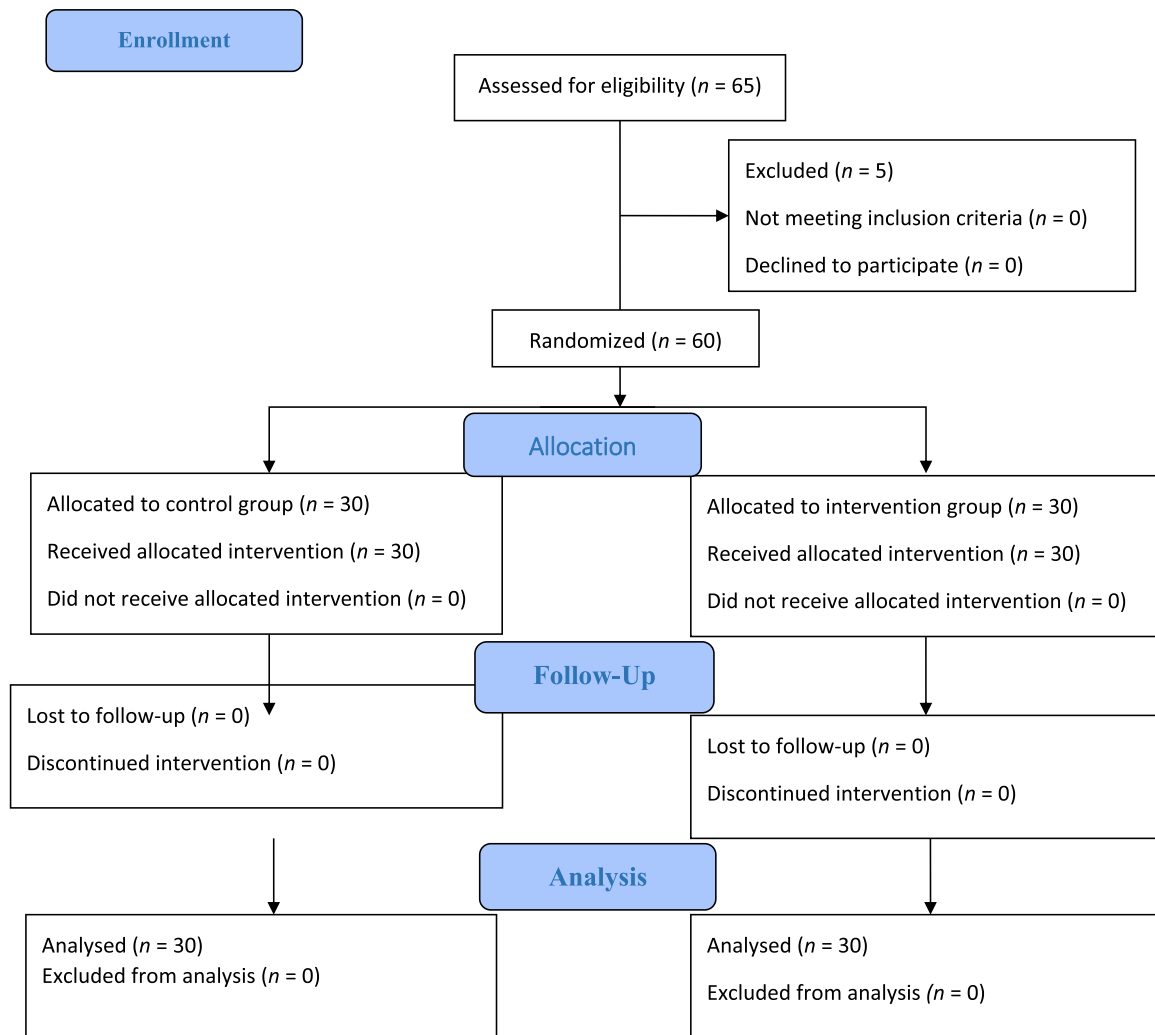 Enrollment
Assessed for eligibility (n = 65)
Excluded (n = 5)
Not meeting inclusion criteria (n = 0)
Declined to participate (n = 0)
Randomized (n = 60)
Allocation
Allocated to control group (n = 30)
Received allocated intervention (n = 30)
Did not receive allocated intervention (n = 0)
Allocated to intervention group (n = 30)
Received allocated intervention (n = 30)
Did not receive allocated intervention (n = 0)
Follow-Up
Lost to follow-up (n = 0)
Discontinued intervention (n = 0)
Lost to follow-up (n = 0)
Discontinued intervention (n = 0)
Analysis
Analysed (n = 30)
Excluded from analysis (n = 0)
Analysed (n = 30)
Excluded from analysis (n = 0)